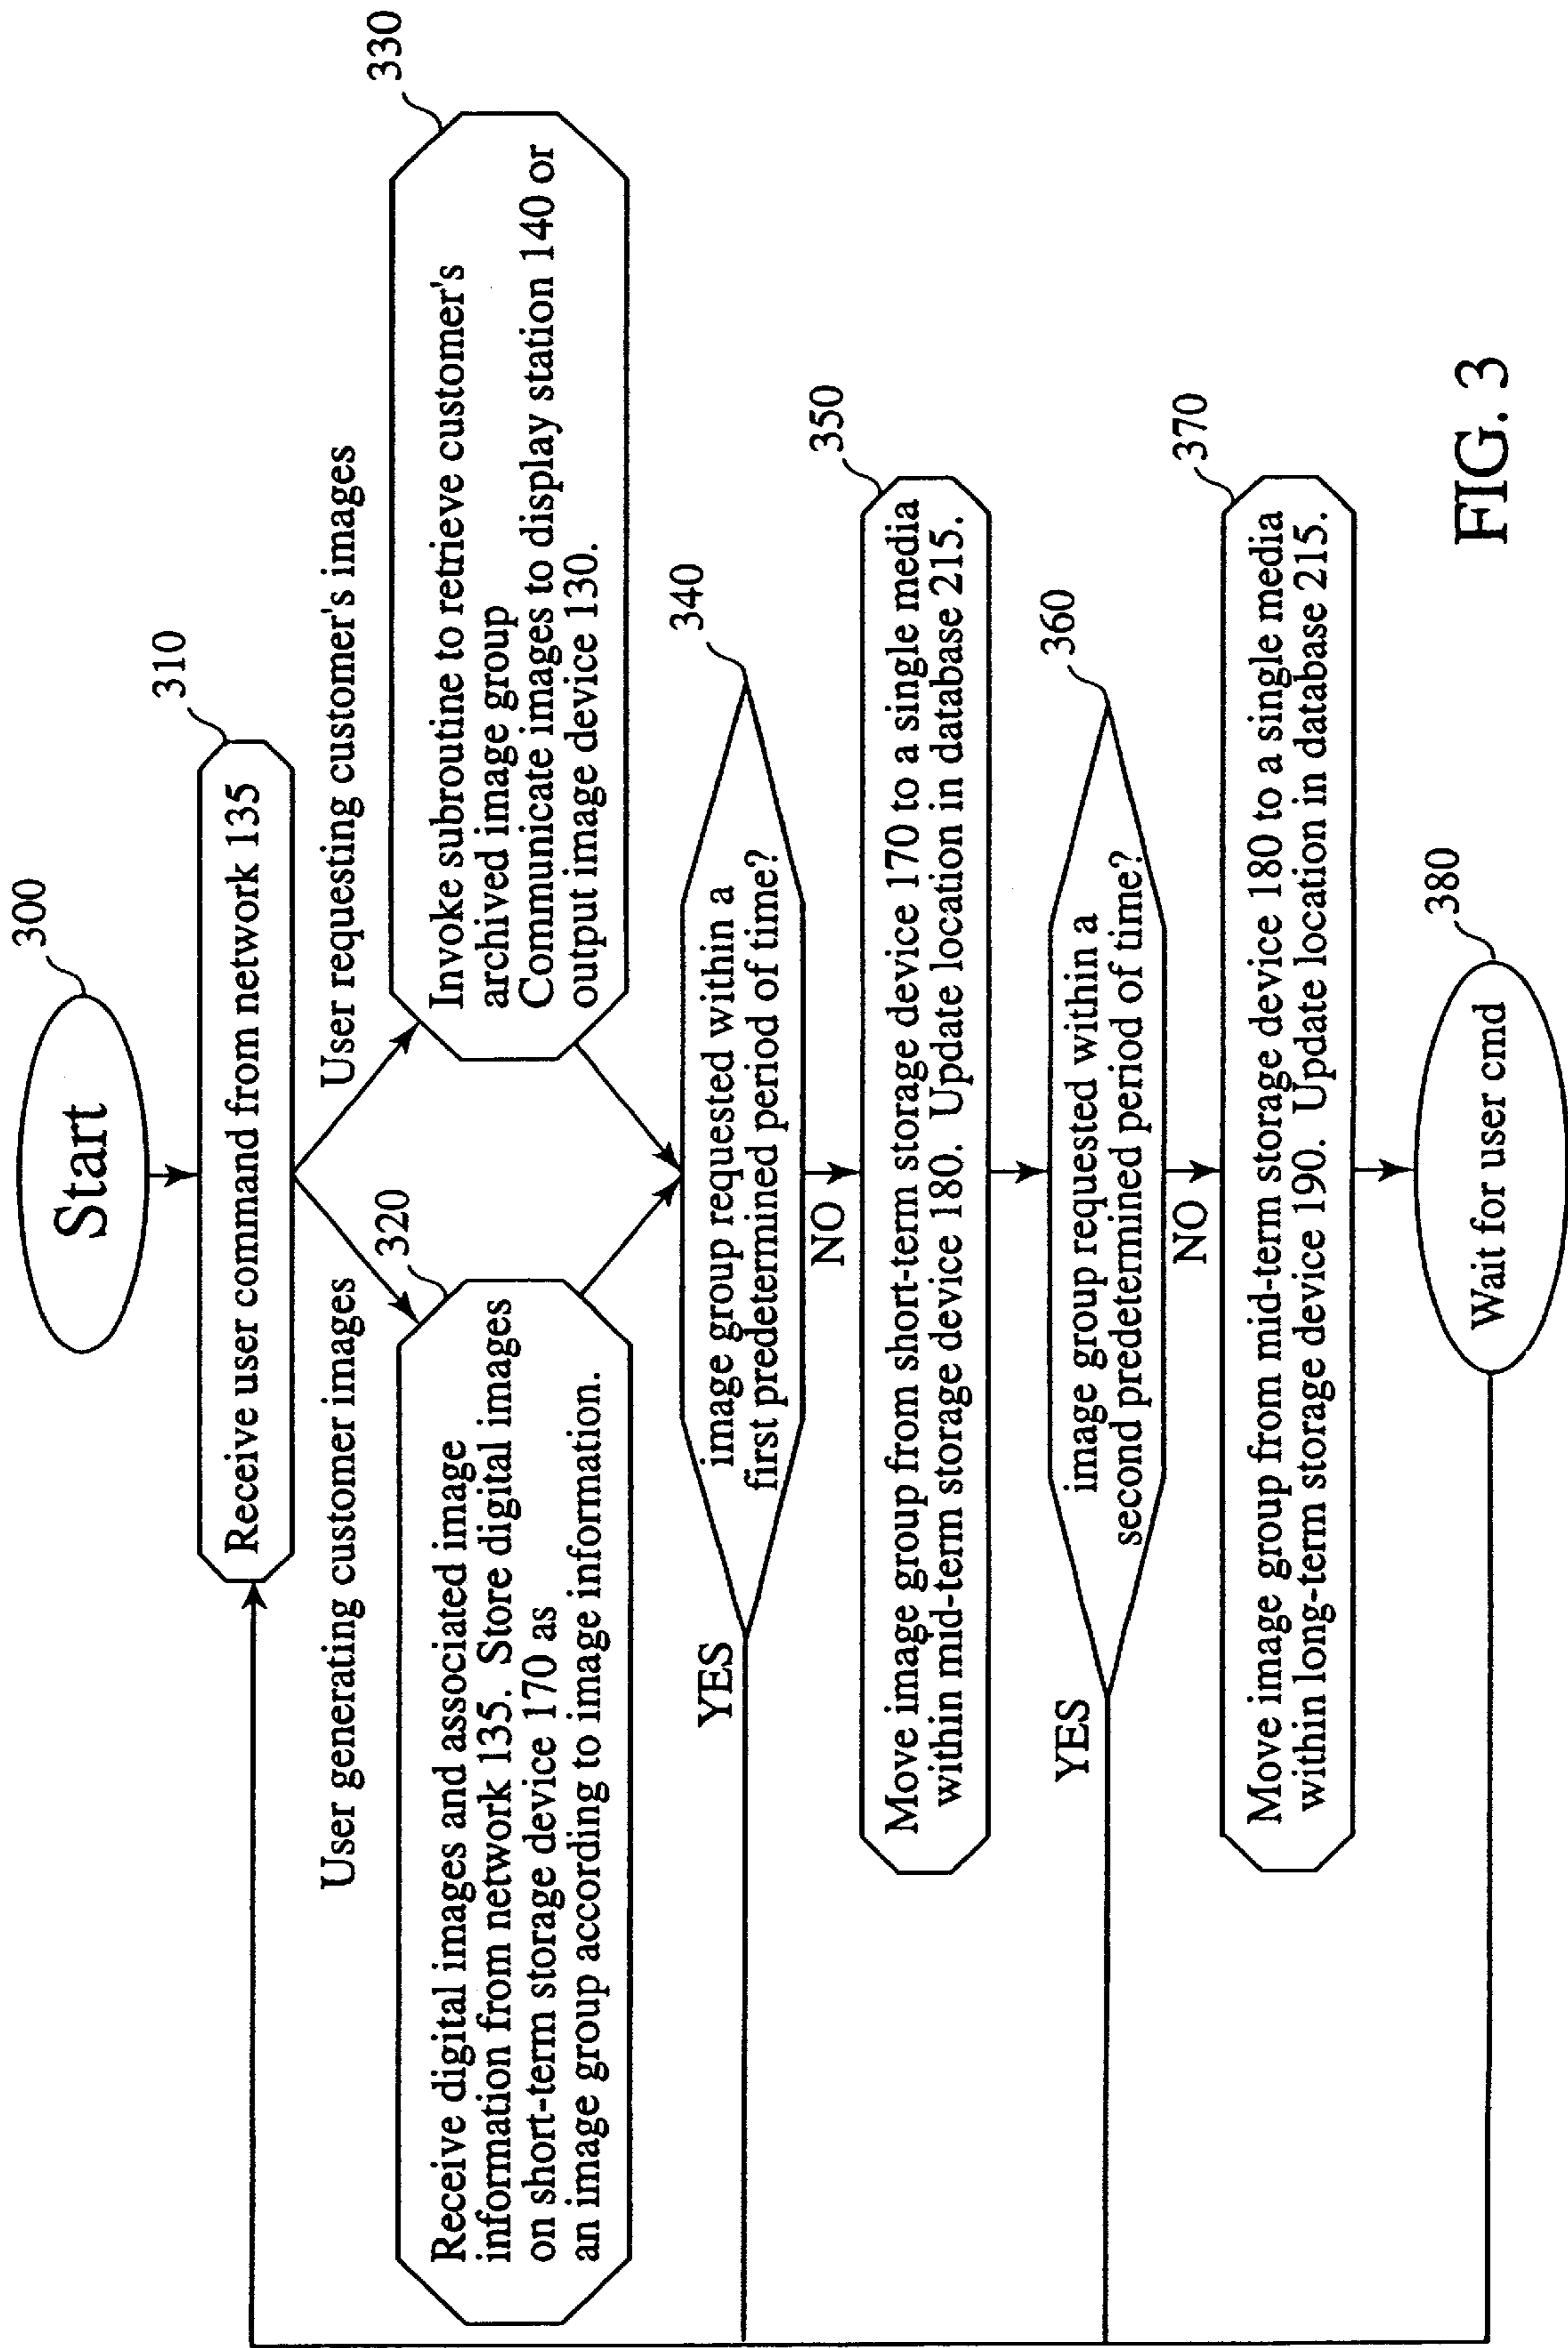 Start
300
310
Receive user command from network 135
User generating customer images
User requesting customer's images
320
Receive digital images and associated image
information from network 135. Store digital images
on short-term storage device 170 as
an image group according to image information.
330
Invoke subroutine to retrieve customer's
archived image group
Communicate images to display station 140 or
output image device 130.
340
image group requested within a
first predetermined period of time?
YES
NO
350
Move image group from short-term storage device 170 to a single media
within mid-term storage device 180. Update location in database 215.
360
image group requested within a
second predetermined period of time?
YES
NO
370
Move image group from mid-term storage device 180 to a single media
within long-term storage device 190. Update location in database 215.
380
Wait for user cmd
FIG. 3